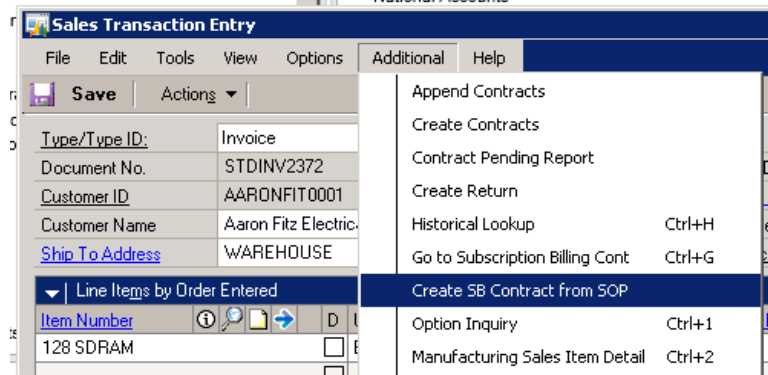 Sales Transaction Entry
File Edit Tools View Options Additional Help
Save Actions
Append Contracts
Create Contracts
Contract Pending Report
Create Return
Historical Lookup Ctrl+H
Go to Subscription Billing Cont Ctrl+G
Create SB Contract from SOP
Option Inquiry Ctrl+1
Manufacturing Sales Item Detail Ctrl+2
Type/Type ID: Invoice
Document No. STDINV2372
Customer ID AARONFIT0001
Customer Name Aaron Fitz Electric
Ship To Address WAREHOUSE
Line Items by Order Entered
Item Number D
128 SDRAM